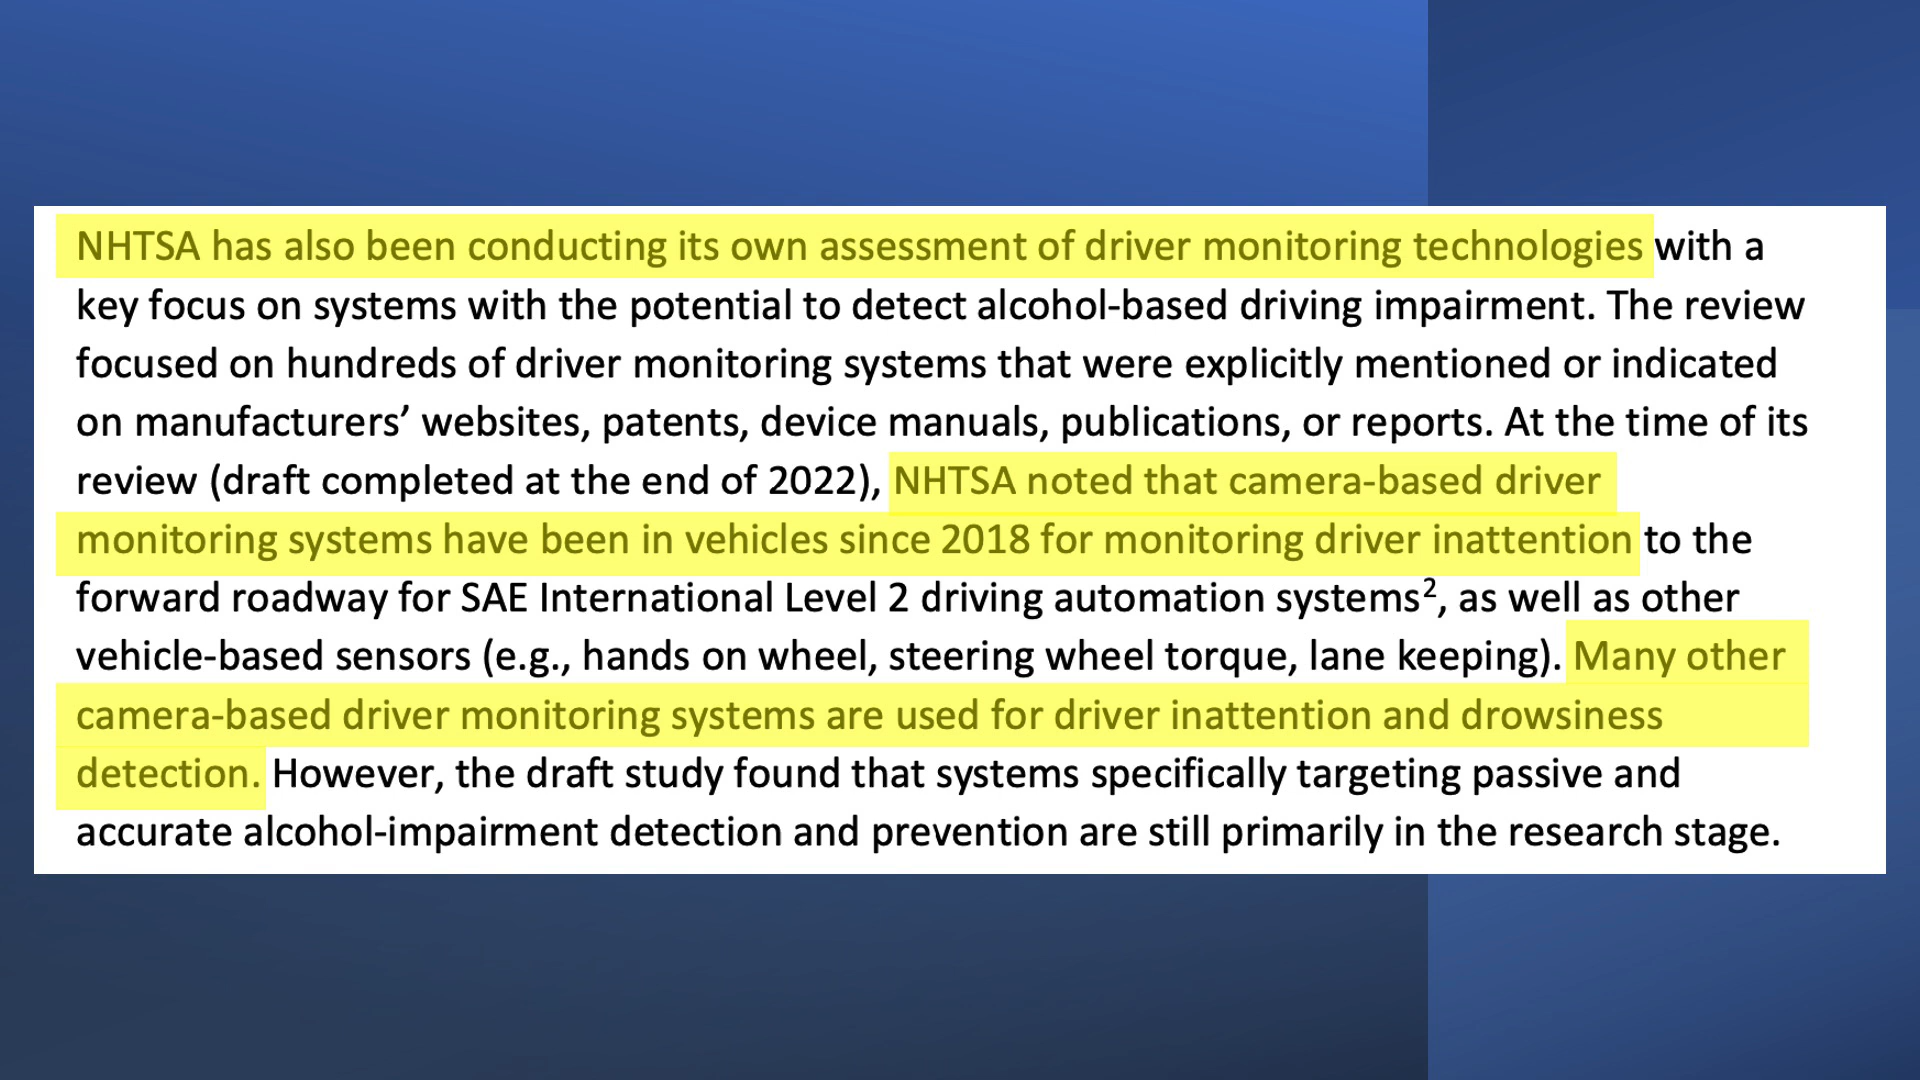 NHTSA has also been conducting its own assessment of driver monitoring technologies with a
key focus on systems with the potential to detect alcohol-based driving impairment. The review
focused on hundreds of driver monitoring systems that were explicitly mentioned or indicated
on manufacturers’ websites, patents, device manuals, publications, or reports. At the time of its
review (draft completed at the end of 2022), NHTSA noted that camera-based driver
monitoring systems have been in vehicles since 2018 for monitoring driver inattention to the
forward roadway for SAE International Level 2 driving automation systems², as well as other
vehicle-based sensors (e.g., hands on wheel, steering wheel torque, lane keeping). Many other
camera-based driver monitoring systems are used for driver inattention and drowsiness
detection. However, the draft study found that systems specifically targeting passive and
accurate alcohol-impairment detection and prevention are still primarily in the research stage.